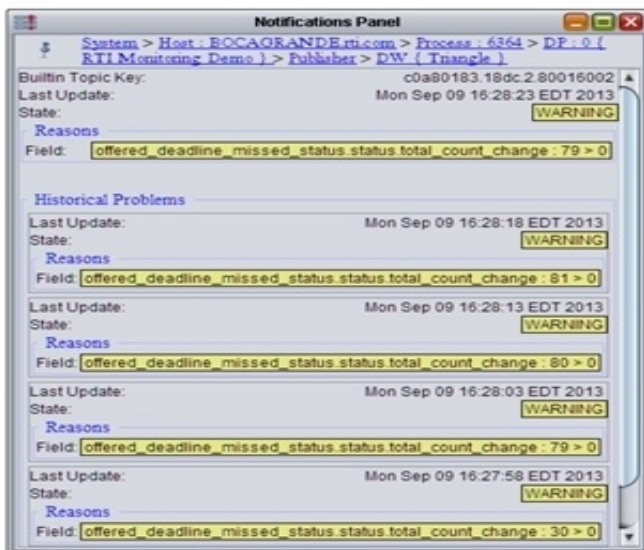 Notifications Panel
System > Host : BOCAGRANDE.rti.com > Process : 6364 > DP : 0 {
RTI Monitoring Demo } > Publisher > DW { Triangle }
Builtin Topic Key: c0a80183.18dc.2.80016002
Last Update: Mon Sep 09 16:28:23 EDT 2013
State: WARNING
Reasons
Field: offered_deadline_missed_status.status.total_count_change : 79 > 0
Historical Problems
Last Update: Mon Sep 09 16:28:18 EDT 2013
State: WARNING
Reasons
Field: offered_deadline_missed_status.status.total_count_change : 81 > 0
Last Update: Mon Sep 09 16:28:13 EDT 2013
State: WARNING
Reasons
Field: offered_deadline_missed_status.status.total_count_change : 80 > 0
Last Update: Mon Sep 09 16:28:03 EDT 2013
State: WARNING
Reasons
Field: offered_deadline_missed_status.status.total_count_change : 79 > 0
Last Update: Mon Sep 09 16:27:58 EDT 2013
State: WARNING
Reasons
Field: offered_deadline_missed_status.status.total_count_change : 30 > 0